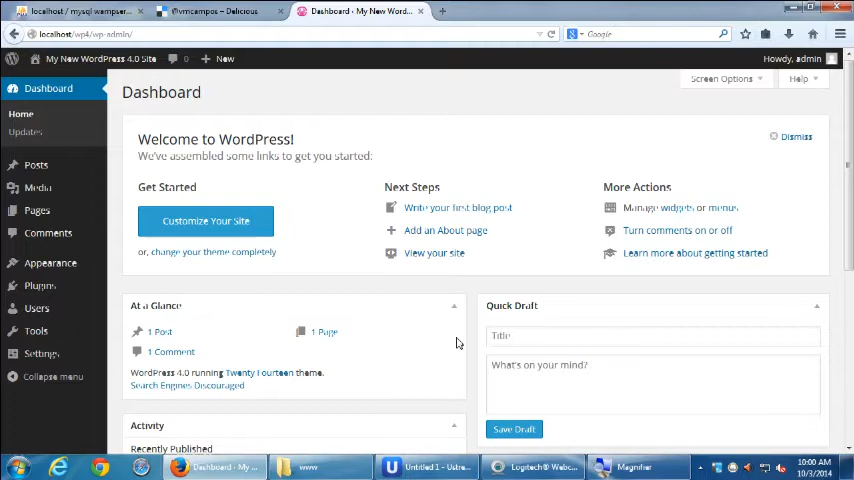 localhost / mysql wampser...
@vmcampos – Delicious
Dashboard ‹ My New Word...
localhost/wp4/wp-admin/
Google
My New WordPress 4.0 Site
0
New
Howdy, admin
Dashboard
Home
Updates
Posts
Media
Pages
Comments
Appearance
Plugins
Users
Tools
Settings
Collapse menu
Dashboard
Screen Options
Help
Welcome to WordPress!
We've assembled some links to get you started:
Dismiss
Get Started
Customize Your Site
or, change your theme completely
Next Steps
Write your first blog post
Add an About page
View your site
More Actions
Manage widgets or menus
Turn comments on or off
Learn more about getting started
At a Glance
1 Post
1 Page
1 Comment
WordPress 4.0 running Twenty Fourteen theme.
Search Engines Discouraged
Activity
Recently Published
Quick Draft
Title
What's on your mind?
Save Draft
Dashboard ‹ My ...
www
Untitled 1 - Ustre...
Logitech® Webc...
Magnifier
10:00 AM
10/3/2014